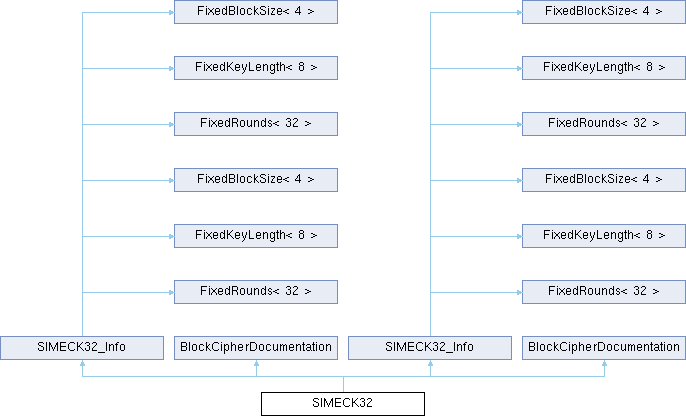 FixedBlockSize< 4 >
FixedBlockSize< 4 >
FixedKeyLength< 8 >
FixedKeyLength< 8 >
FixedRounds< 32 >
FixedRounds< 32 >
FixedBlockSize< 4 >
FixedBlockSize< 4 >
FixedKeyLength< 8 >
FixedKeyLength< 8 >
FixedRounds< 32 >
FixedRounds< 32 >
SIMECK32_Info
BlockCipherDocumentation
SIMECK32_Info
BlockCipherDocumentation
SIMECK32